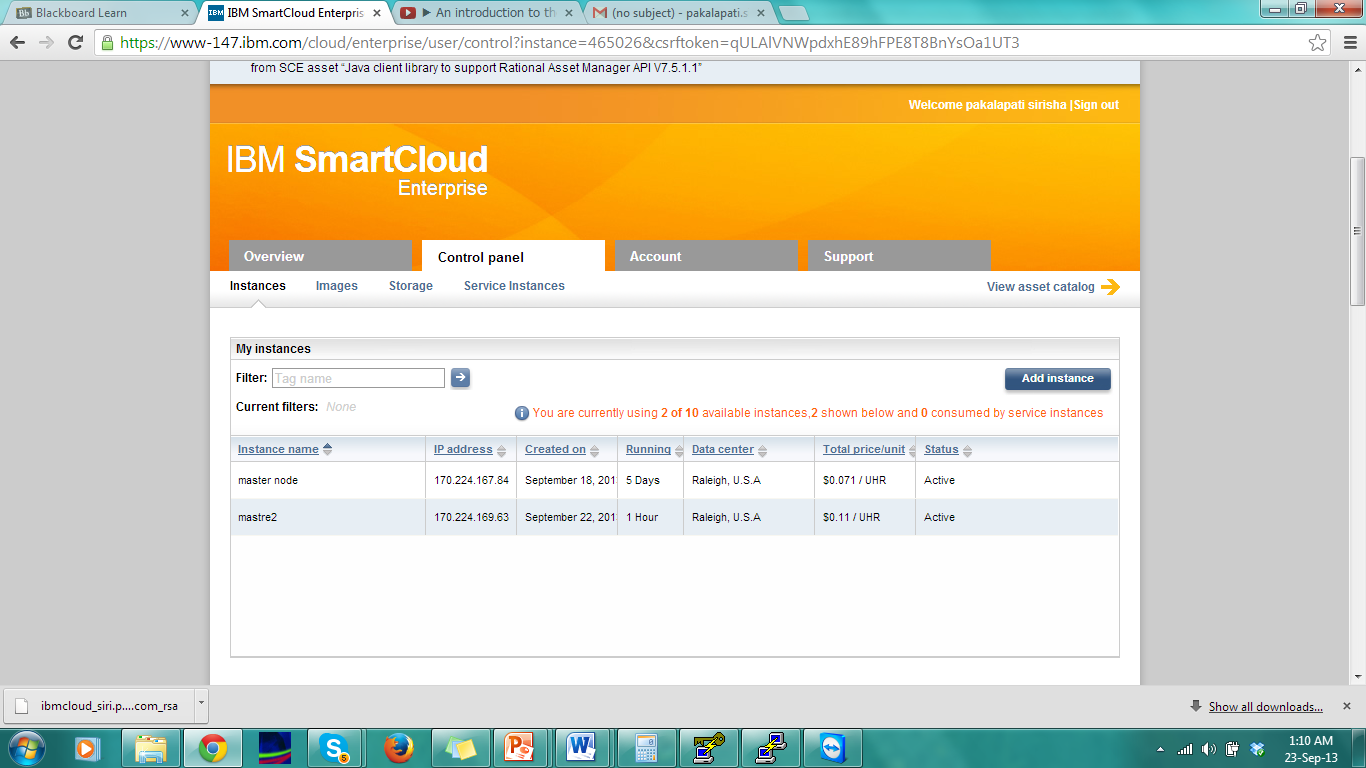 Blackboard Learn
IBM SmartCloud Enterpris
► An introduction to th
(no subject) - pakalapati.s
https://www-147.ibm.com/cloud/enterprise/user/control?instance=465026&csrftoken=qULAlVNWpdxhE89hFPE8T8BnYsOa1UT3
from SCE asset “Java client library to support Rational Asset Manager API V7.5.1.1”
Welcome pakalapati sirisha |Sign out
IBM SmartCloud
Enterprise
Overview Control panel Account Support
Instances Images Storage Service Instances View asset catalog
My instances
Filter: Tag name Add instance
Current filters: None
You are currently using 2 of 10 available instances,2 shown below and 0 consumed by service instances
Instance name IP address Created on Running Data center Total price/unit Status
master node 170.224.167.84 September 18, 201 5 Days Raleigh, U.S.A $0.071 / UHR Active
mastre2 170.224.169.63 September 22, 201 1 Hour Raleigh, U.S.A $0.11 / UHR Active
ibmcloud_siri.p....com_rsa Show all downloads...
1:10 AM
23-Sep-13